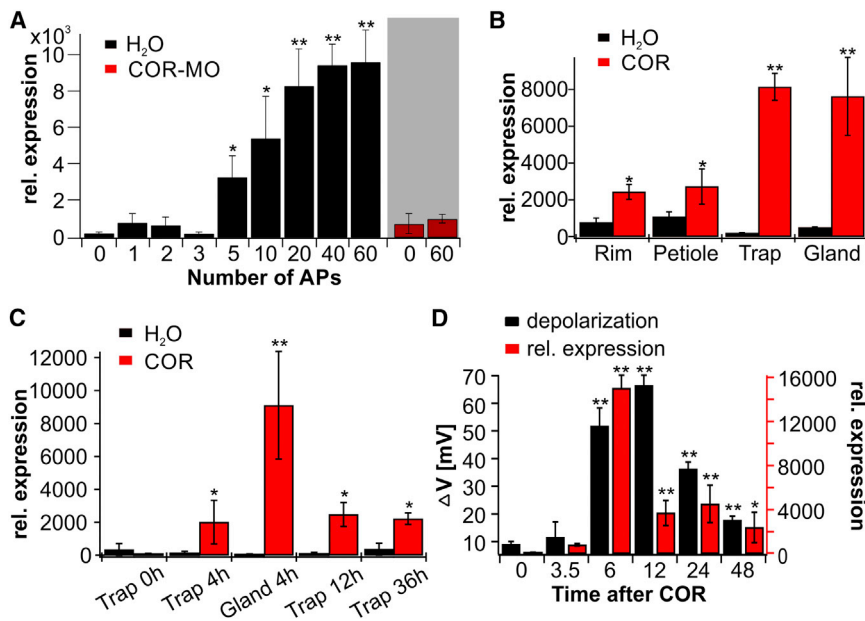 A
×10³
H₂O
COR-MO
rel. expression
10
8
6
4
2
0
* * ** ** **
0 1 2 3 5 10 20 40 60 0 60
Number of APs
B
H₂O
COR
rel. expression
8000
6000
4000
2000
0
* * ** **
Rim Petiole Trap Gland
C
H₂O
COR
rel. expression
12000
10000
8000
6000
4000
2000
0
* ** * *
Trap 0h Trap 4h Gland 4h Trap 12h Trap 36h
D
depolarization
rel. expression
△V [mV]
70
60
50
40
30
20
10
** ** ** ** ** ** ** *
16000
12000
8000
4000
0
rel. expression
0 3.5 6 12 24 48
Time after COR